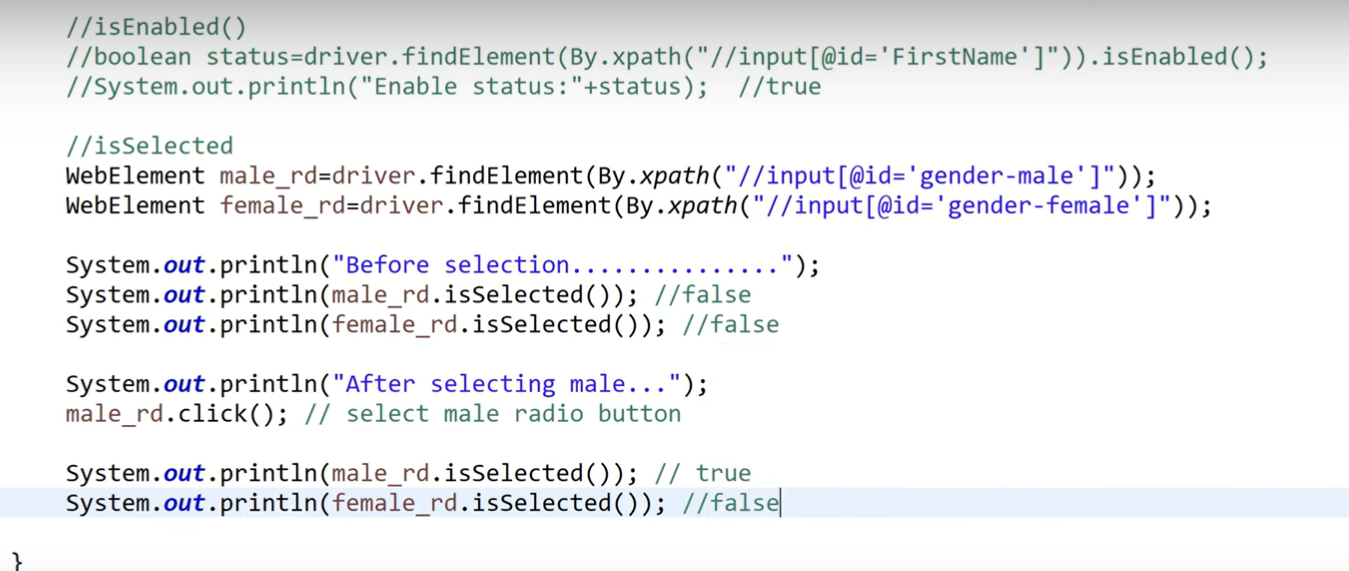 //isEnabled()
//boolean status=driver.findElement(By.xpath("//input[@id='FirstName']")).isEnabled();
//System.out.println("Enable status:"+status);  //true
//isSelected
WebElement male_rd=driver.findElement(By.xpath("//input[@id='gender-male']"));
WebElement female_rd=driver.findElement(By.xpath("//input[@id='gender-female']"));
System.out.println("Before selection...............");
System.out.println(male_rd.isSelected()); //false
System.out.println(female_rd.isSelected()); //false
System.out.println("After selecting male...");
male_rd.click(); // select male radio button
System.out.println(male_rd.isSelected()); // true
System.out.println(female_rd.isSelected()); //false
}